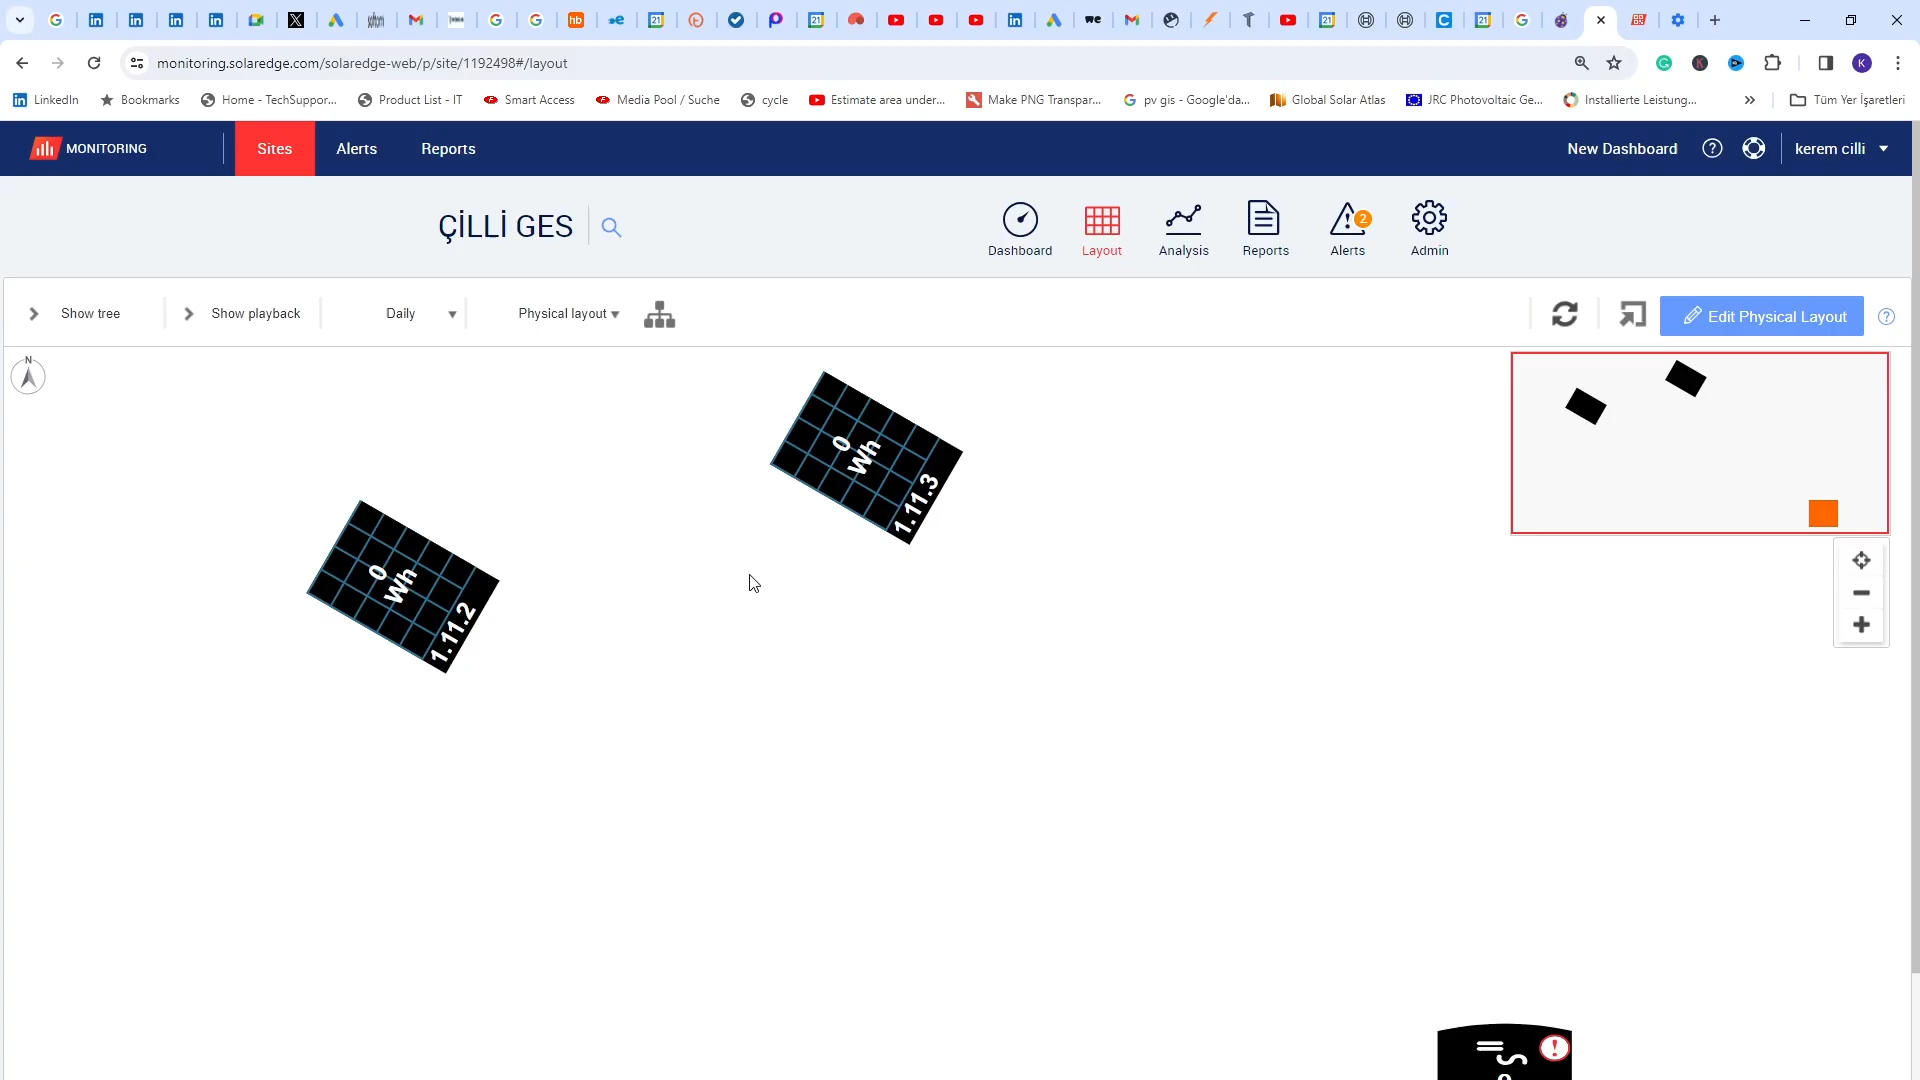 monitoring.solaredge.com/solaredge-web/p/site/1192498#/layout
LinkedIn
Bookmarks
Home - TechSuppor...
Product List - IT
Smart Access
Media Pool / Suche
cycle
Estimate area under...
Make PNG Transpar...
pv gis - Google'da...
Global Solar Atlas
JRC Photovoltaic Ge...
Installierte Leistung...
Tüm Yer İşaretleri
MONITORING
Sites
Alerts
Reports
New Dashboard
kerem cilli
ÇİLLİ GES
Dashboard
Layout
Analysis
Reports
2
Alerts
Admin
Show tree
Show playback
Daily
Physical layout
Edit Physical Layout
N
0
Wh
1.11.3
0
Wh
1.11.2